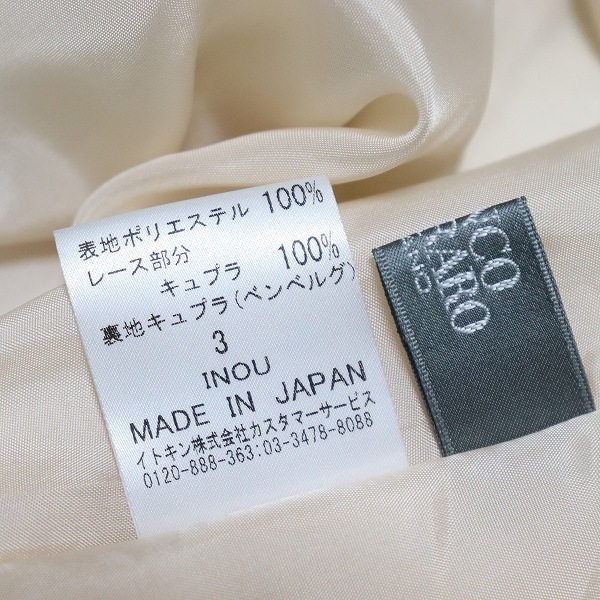 表地ポリエステル 100%
レース部分
キュプラ 100%
裏地キュプラ(ベンベルグ)
3
INOU
MADE IN JAPAN
イトキン株式会社カスタマーサービス
0120-888-363:03-3478-8088
CO
ARO